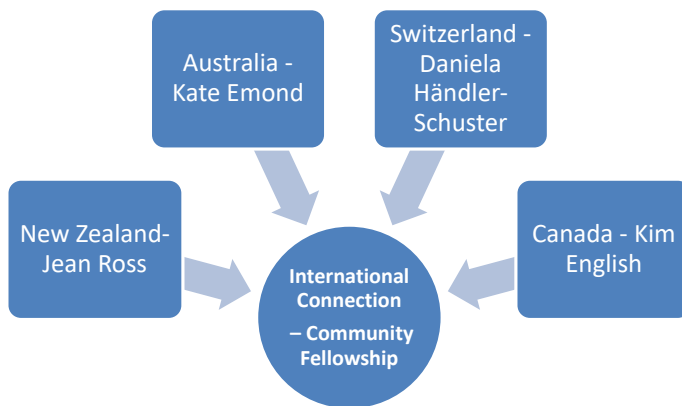 Australia -
Kate Emond
Switzerland -
Daniela
Händler-
Schuster
New Zealand-
Jean Ross
Canada - Kim
English
International
Connection
– Community
Fellowship